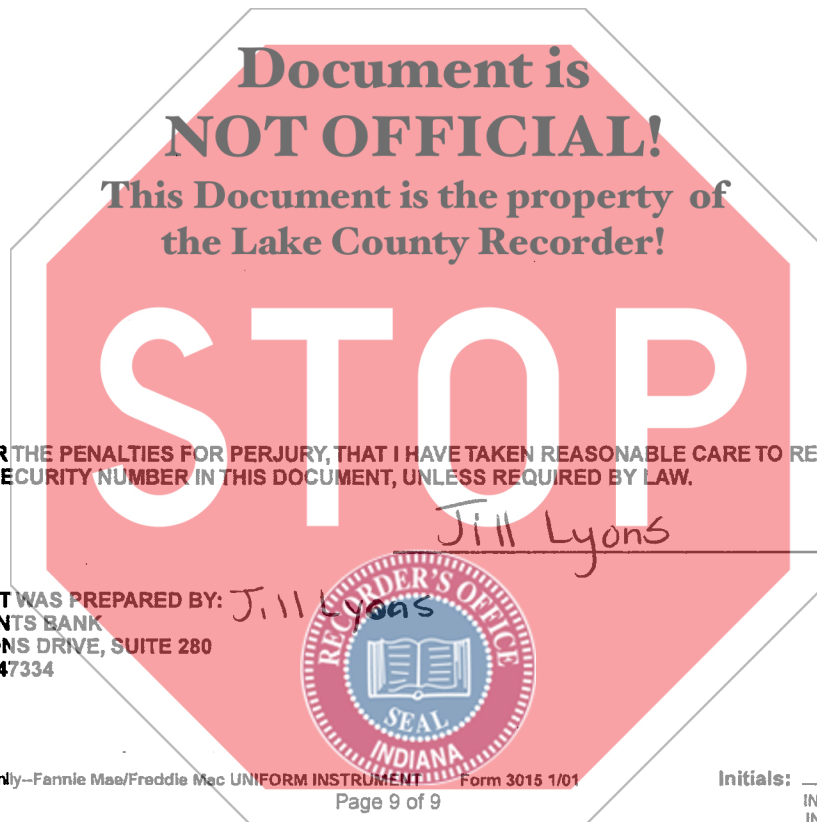 Document is
NOT OFFICIAL!
This Document is the property of
the Lake County Recorder!
STOP
R THE PENALTIES FOR PERJURY, THAT I HAVE TAKEN REASONABLE CARE TO RE
ECURITY NUMBER IN THIS DOCUMENT, UNLESS REQUIRED BY LAW.
Jill Lyons
T WAS PREPARED BY: Jill Lyons
NTS BANK
NS DRIVE, SUITE 280
47334
RECORDER'S OFFICE
SEAL
INDIANA
ily--Fannie Mae/Freddie Mac UNIFORM INSTRUMENT Form 3015 1/01 Initials:
Page 9 of 9
IN
IN